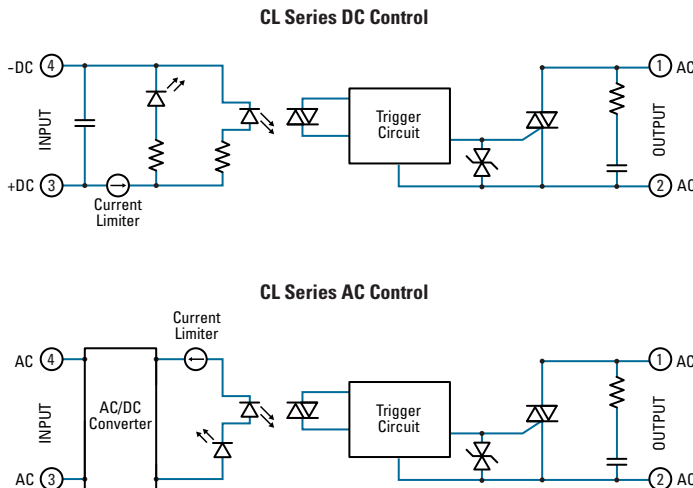 CL Series DC Control
-DC 4
INPUT
+DC 3
Current
Limiter
Trigger
Circuit
1 AC
OUTPUT
2 AC
CL Series AC Control
Current
Limiter
AC 4
INPUT
AC 3
AC/DC
Converter
Trigger
Circuit
1 AC
OUTPUT
2 AC